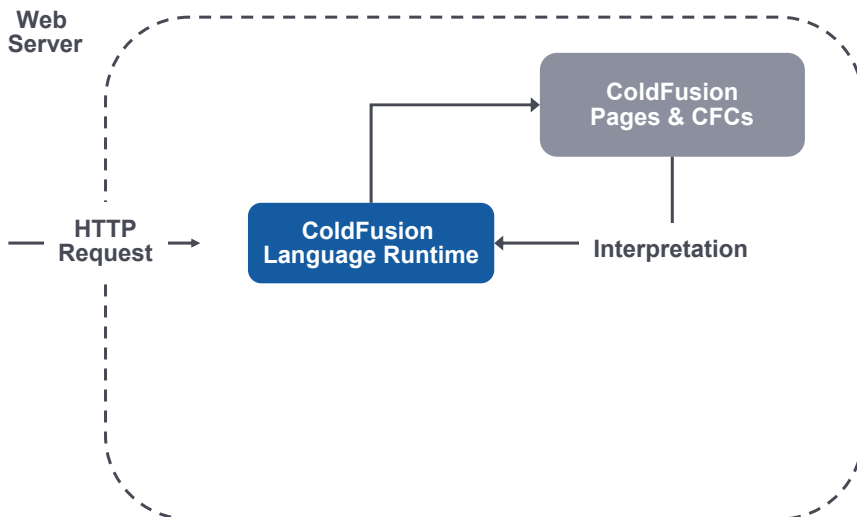 Web
Server
ColdFusion
Pages & CFCs
HTTP
Request
ColdFusion
Language Runtime
Interpretation